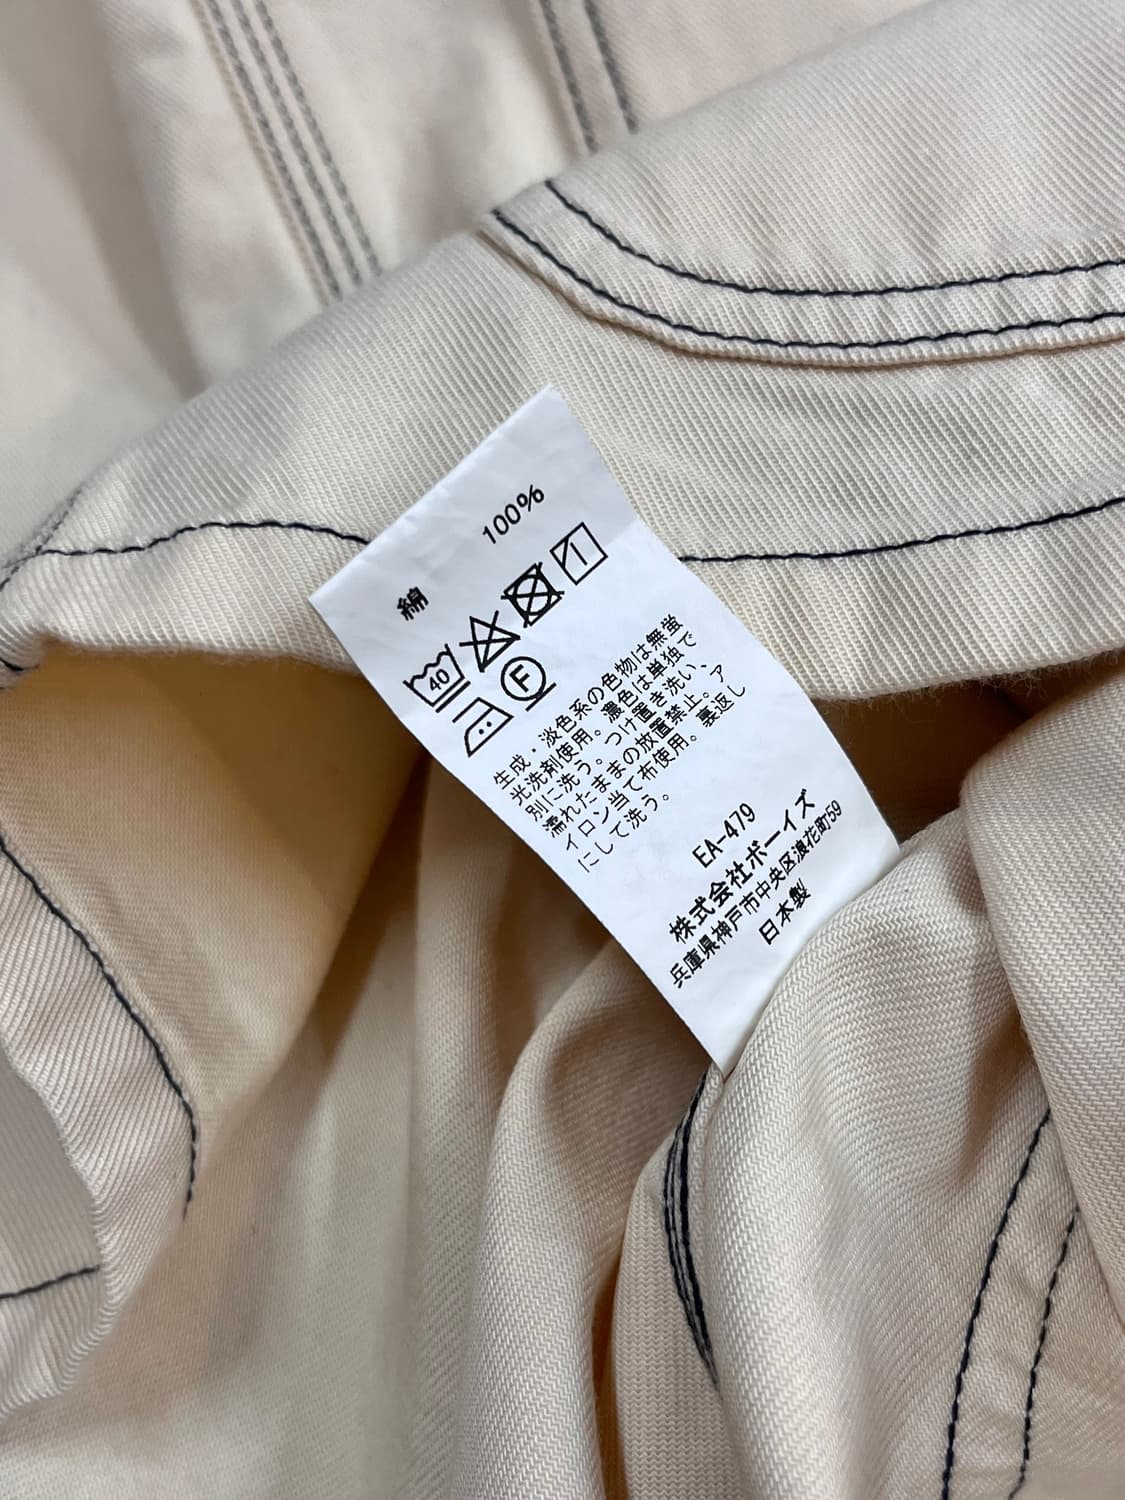 綿 100%
40
F
生成・淡色系の色物は無蛍
光洗剤使用。濃色は単独で
別に洗う。つけ置き洗い、
濡れたままの放置禁止。ア
イロン当て布使用。裏返し
にして洗う。
EA-479
株式会社ボーイズ
兵庫県神戸市中央区浪花町59
日本製